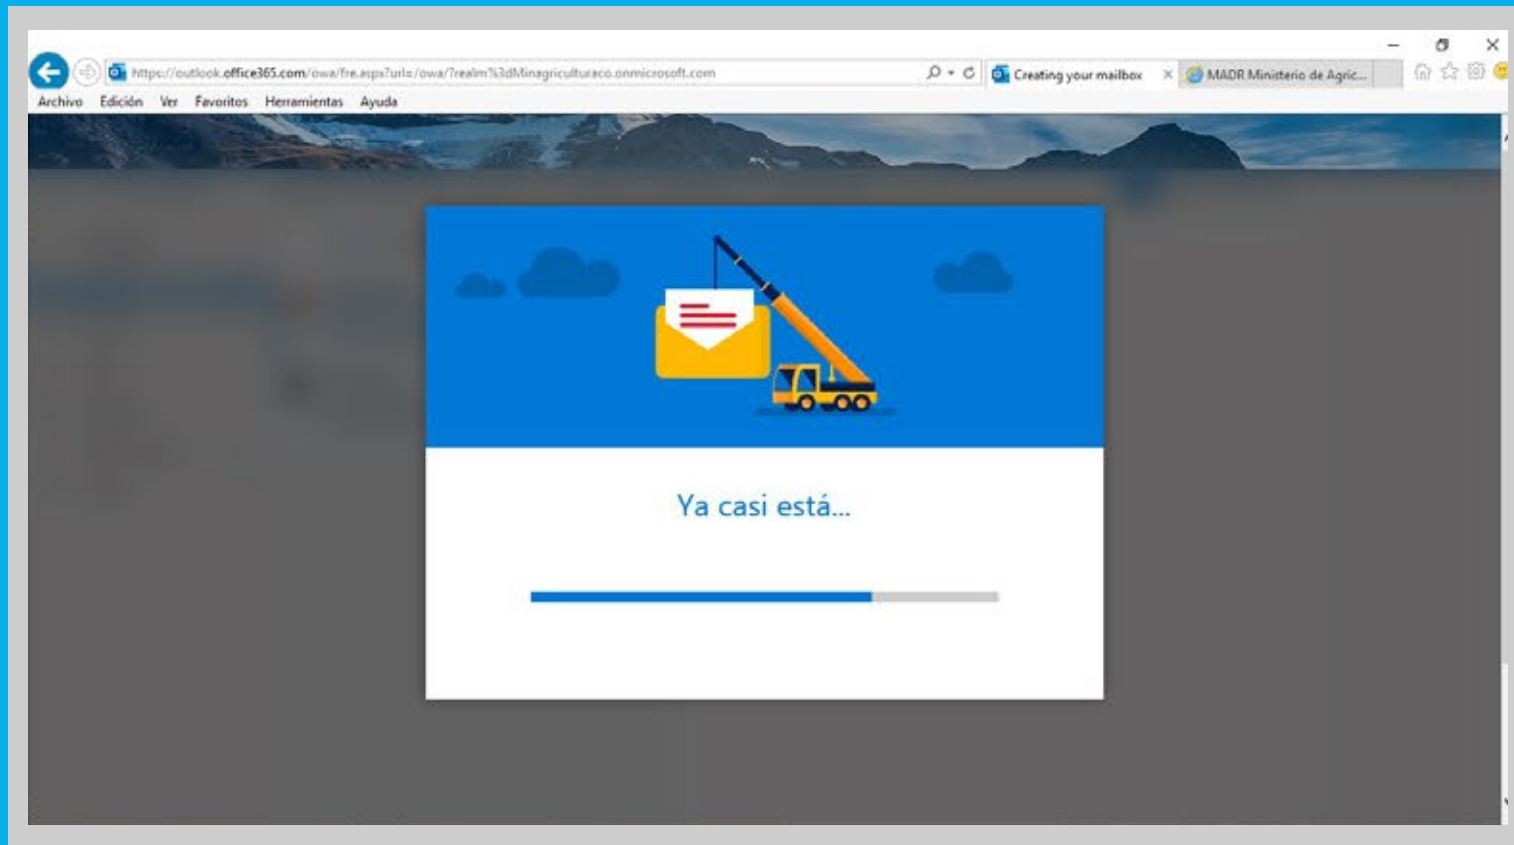 https://outlook.office365.com/owa/fre.aspx?url=/owa/?realm%3dMinagriculturaco.onmicrosoft.com
Creating your mailbox
MADR Ministerio de Agric...
Archivo Edición Ver Favoritos Herramientas Ayuda
Ya casi está...